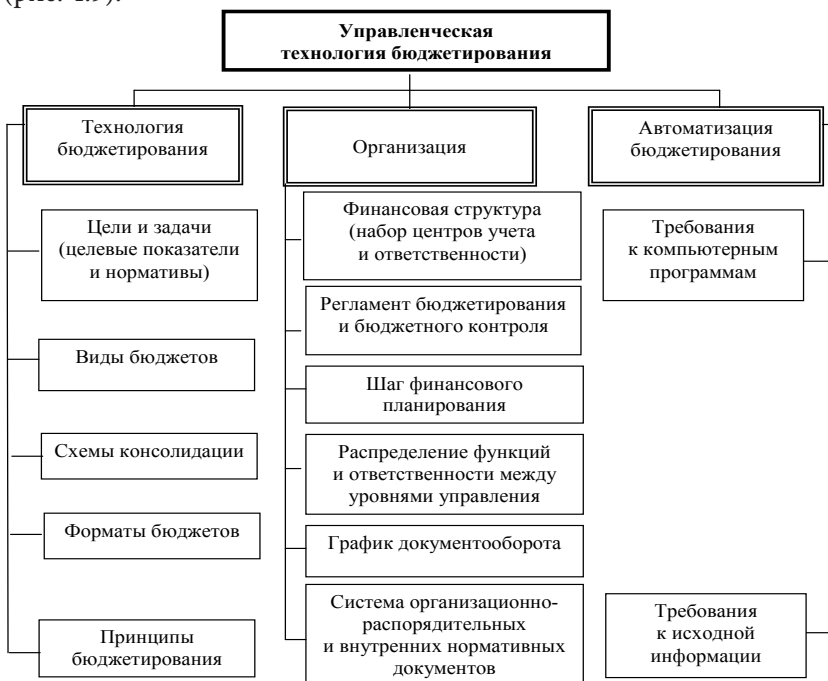 (рис. 4.9).
Управленческая
технология бюджетирования
Технология
бюджетирования
Организация
Автоматизация
бюджетирования
Цели и задачи
(целевые показатели
и нормативы)
Виды бюджетов
Схемы консолидации
Форматы бюджетов
Принципы
бюджетирования
Финансовая структура
(набор центров учета
и ответственности)
Регламент бюджетирования
и бюджетного контроля
Шаг финансового
планирования
Распределение функций
и ответственности между
уровнями управления
График документооборота
Система организационно-
распорядительных
и внутренних нормативных
документов
Требования
к компьютерным
программам
Требования
к исходной
информации